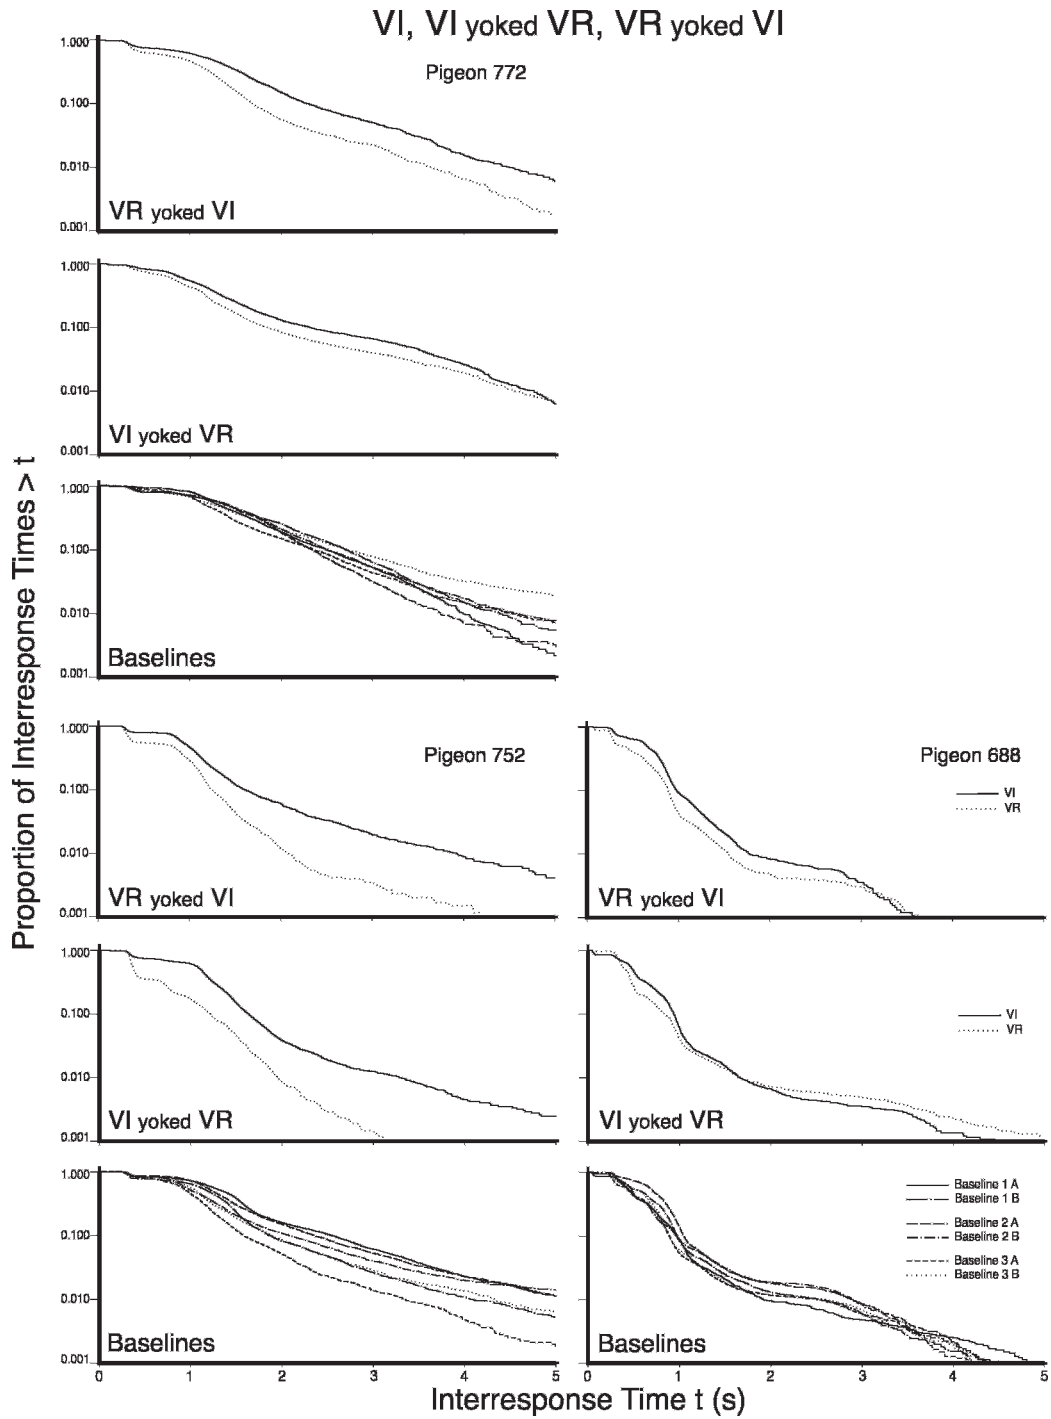 VI, VI yoked VR, VR yoked VI
Proportion of Interresponse Times > t
Pigeon 772
1.000
0.100
0.010
0.001
VR yoked VI
1.000
0.100
0.010
0.001
VI yoked VR
1.000
0.100
0.010
0.001
Baselines
Pigeon 752
1.000
0.100
0.010
0.001
VR yoked VI
Pigeon 688
VI
VR
VR yoked VI
1.000
0.100
0.010
0.001
VI yoked VR
VI
VR
VI yoked VR
1.000
0.100
0.010
0.001
Baselines
0 1 2 3 4 5
Baseline 1 A
Baseline 1 B
Baseline 2 A
Baseline 2 B
Baseline 3 A
Baseline 3 B
Baselines
0 1 2 3 4 5
Interresponse Time t (s)